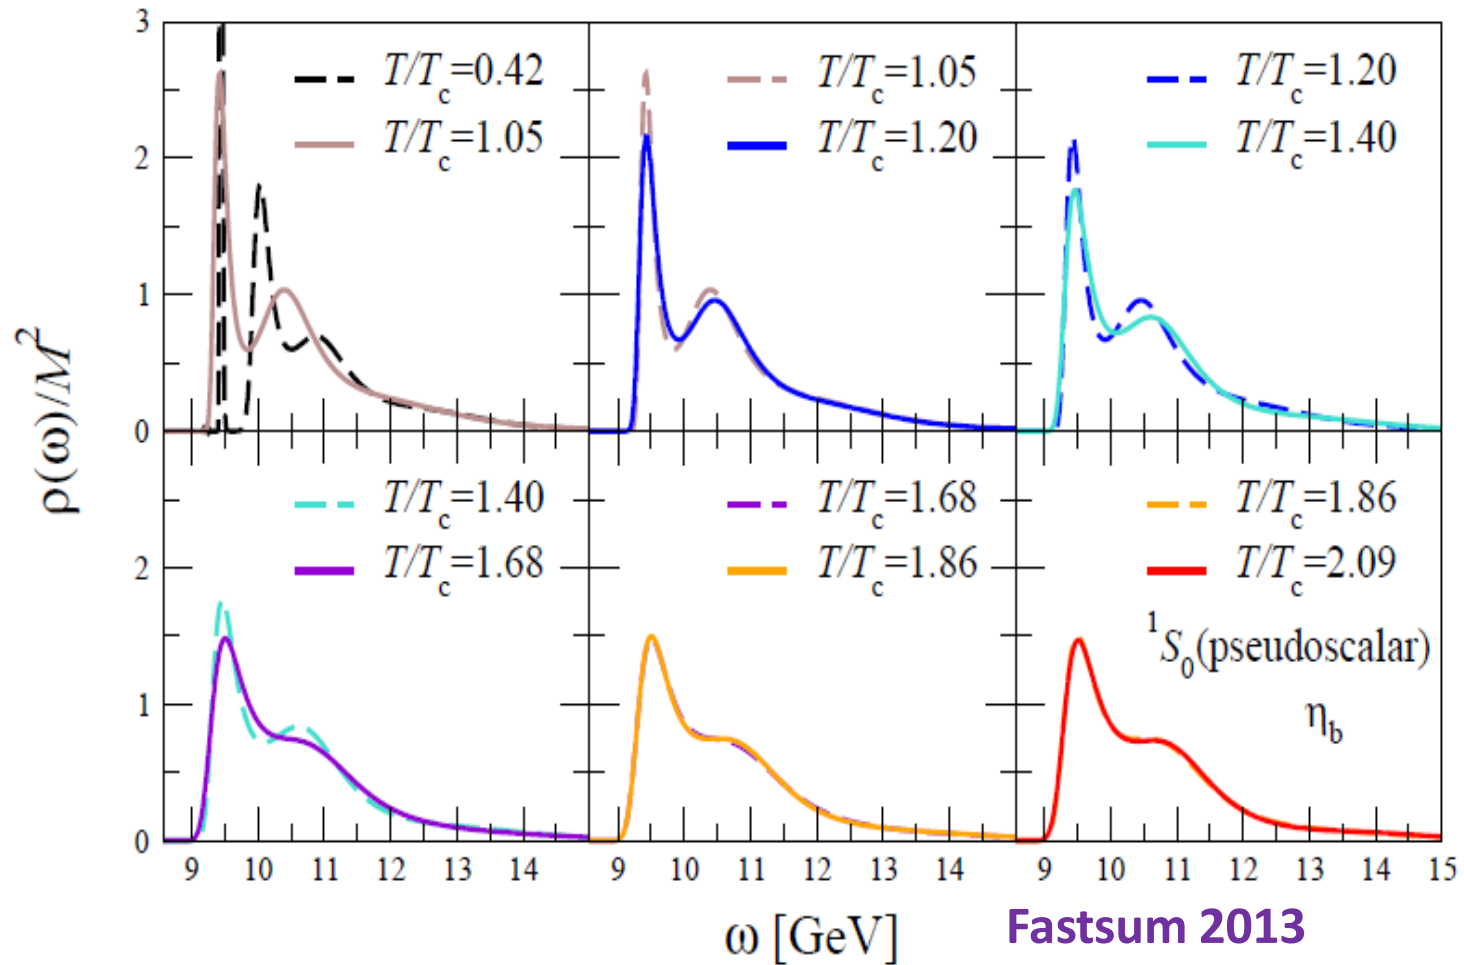 3
2
1
0
T/Tc=0.42
T/Tc=1.05
T/Tc=1.05
T/Tc=1.20
T/Tc=1.20
T/Tc=1.40
ρ(ω)/M²
2
1
0
T/Tc=1.40
T/Tc=1.68
T/Tc=1.68
T/Tc=1.86
T/Tc=1.86
T/Tc=2.09
¹S₀(pseudoscalar)
ηb
9 10 11 12 13 14 9 10 11 12 13 14 9 10 11 12 13 14 15
ω [GeV]
Fastsum 2013